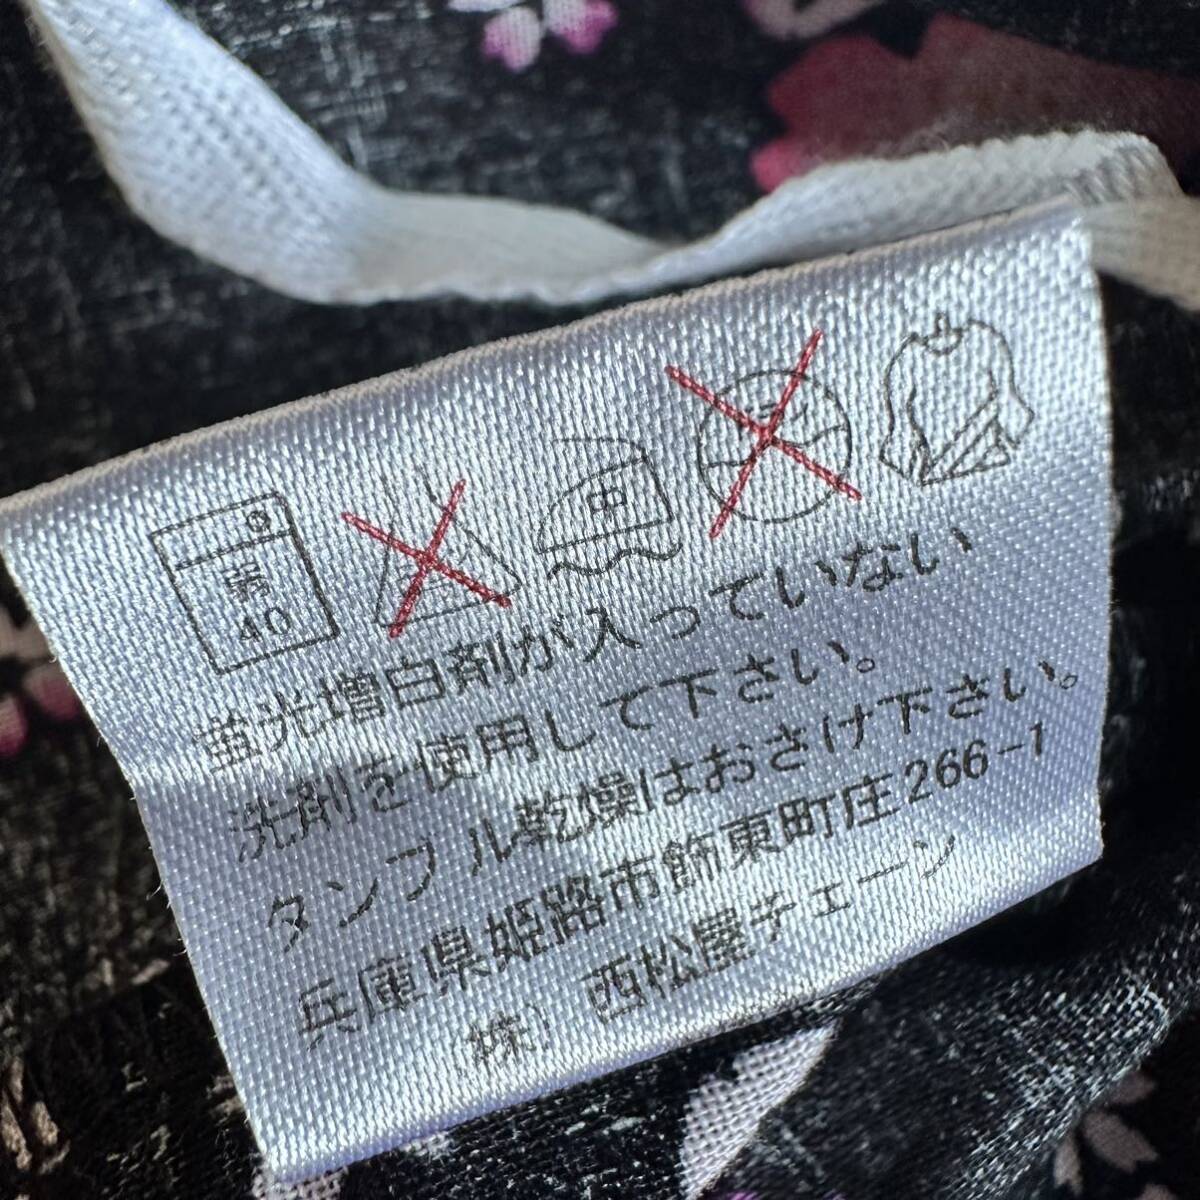 弱
40
中
蛍光増白剤が入っていない
洗剤を使用して下さい。
タンブル乾燥はおさけ下さい。
兵庫県姫路市飾東町庄266-1
株) 西松屋チェーン